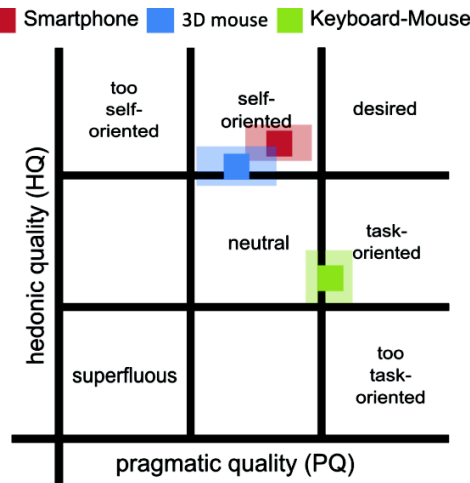 Smartphone 3D mouse Keyboard-Mouse
too
self-
oriented
self-
oriented
desired
neutral
task-
oriented
superfluous
too
task-
oriented
hedonic quality (HQ)
pragmatic quality (PQ)